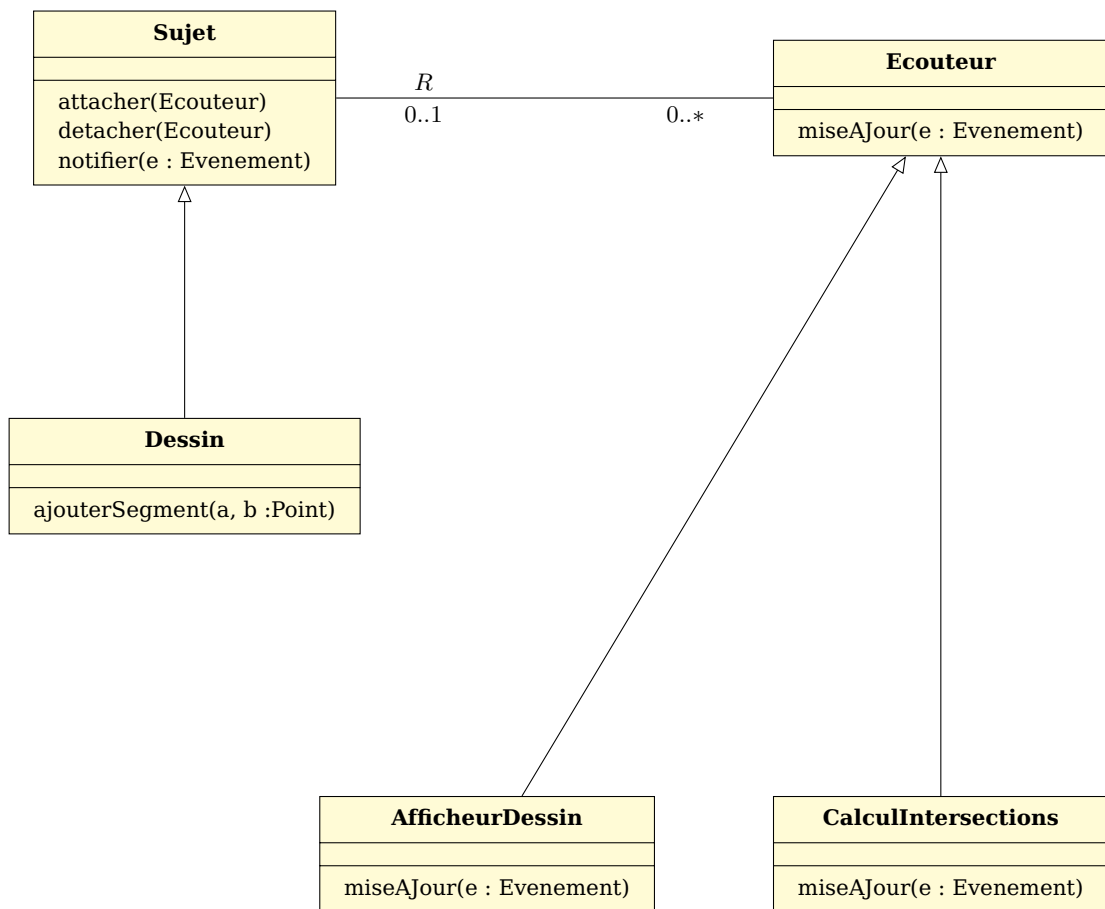 Sujet
attacher(Ecouteur)
detacher(Ecouteur)
notifier(e : Evenement)
R
0..1
0..*
Ecouteur
miseAJour(e : Evenement)
Dessin
ajouterSegment(a, b :Point)
AfficheurDessin
miseAJour(e : Evenement)
CalculIntersections
miseAJour(e : Evenement)